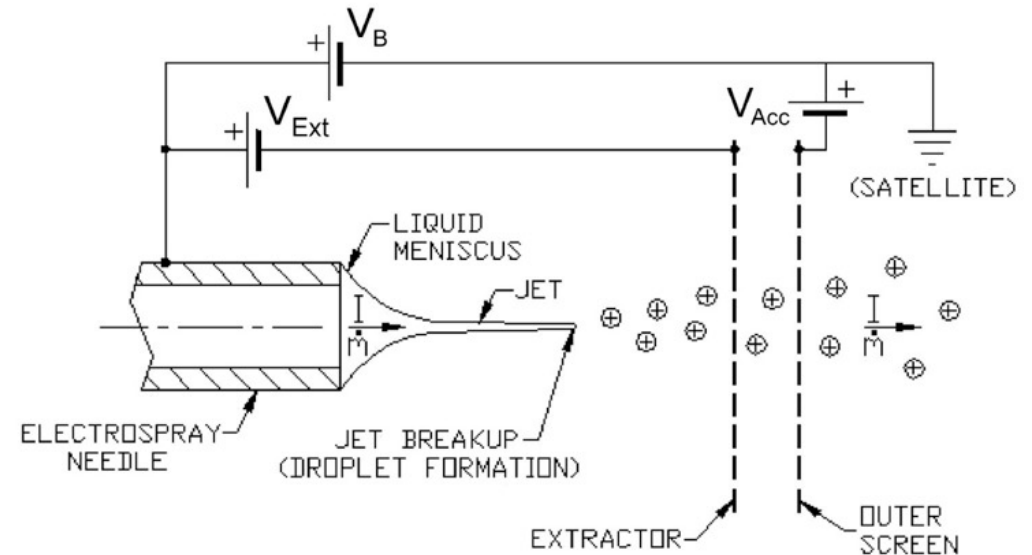 + V_B
+ V_Ext
V_Acc +
(SATELLITE)
LIQUID
MENISCUS
JET
I
ṁ
I
ṁ
ELECTROSPRAY
NEEDLE
JET BREAKUP
(DROPLET FORMATION)
EXTRACTOR
OUTER
SCREEN